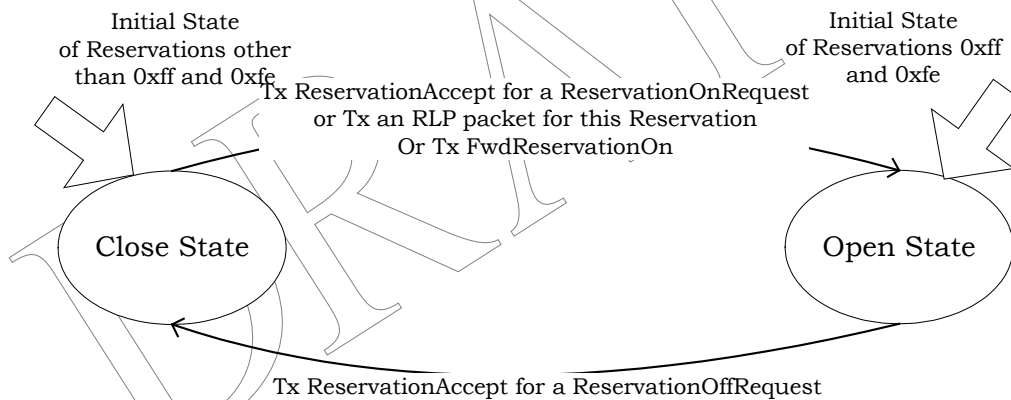 Initial State
of Reservations other
than 0xff and 0xfe
Initial State
of Reservations 0xff
and 0xfe
Tx ReservationAccept for a ReservationOnRequest
or Tx an RLP packet for this Reservation
Or Tx FwdReservationOn
Close State
Open State
Tx ReservationAccept for a ReservationOffRequest